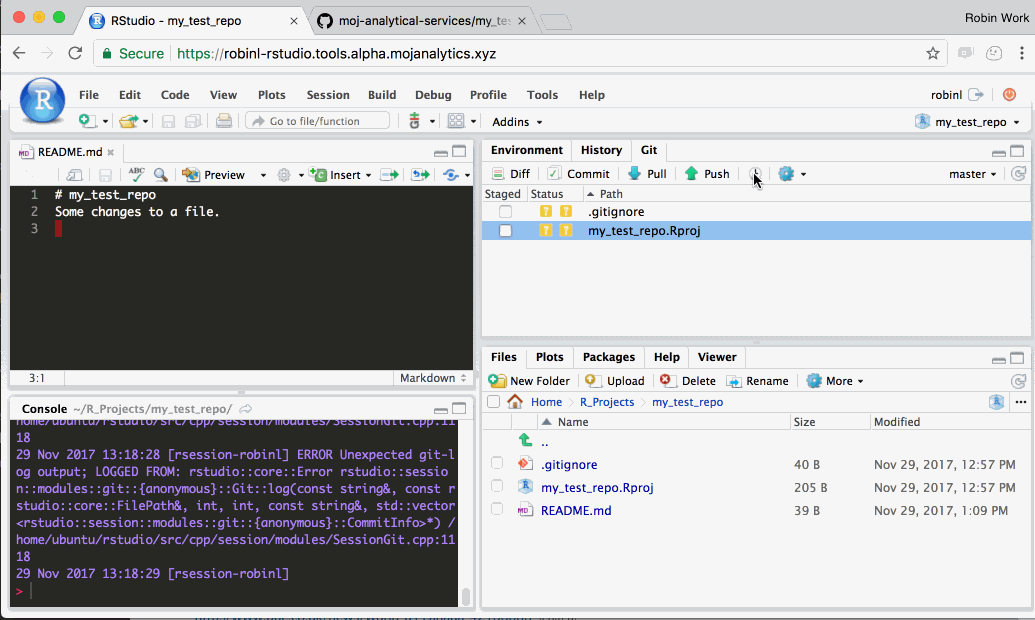 RStudio - my_test_repo
moj-analytical-services/my_tes
Robin Work
Secure
https://robinl-rstudio.tools.alpha.mojanalytics.xyz
R
File Edit Code View Plots Session Build Debug Profile Tools Help
robinl
Go to file/function
Addins
my_test_repo
README.md
ABC
Preview
Insert
1 # my_test_repo
2 Some changes to a file.
3
3:1
Markdown
Console ~/R_Projects/my_test_repo/
home/ubuntu/rstudio/src/cpp/session/modules/SessionGit.cpp:11
18
29 Nov 2017 13:18:28 [rsession-robinl] ERROR Unexpected git-l
og output; LOGGED FROM: rstudio::core::Error rstudio::sessio
n::modules::git::{anonymous}::Git::log(const string&, const r
studio::core::FilePath&, int, int, const string&, std::vector
<rstudio::session::modules::git::{anonymous}::CommitInfo>*) /
home/ubuntu/rstudio/src/cpp/session/modules/SessionGit.cpp:11
18
29 Nov 2017 13:18:29 [rsession-robinl]
>
Environment History Git
Diff Commit Pull Push
master
Staged Status Path
? ? .gitignore
? ? my_test_repo.Rproj
Files Plots Packages Help Viewer
New Folder Upload Delete Rename More
Home R_Projects my_test_repo
Name Size Modified
..
.gitignore 40 B Nov 29, 2017, 12:57 PM
my_test_repo.Rproj 205 B Nov 29, 2017, 12:57 PM
MD README.md 39 B Nov 29, 2017, 1:09 PM